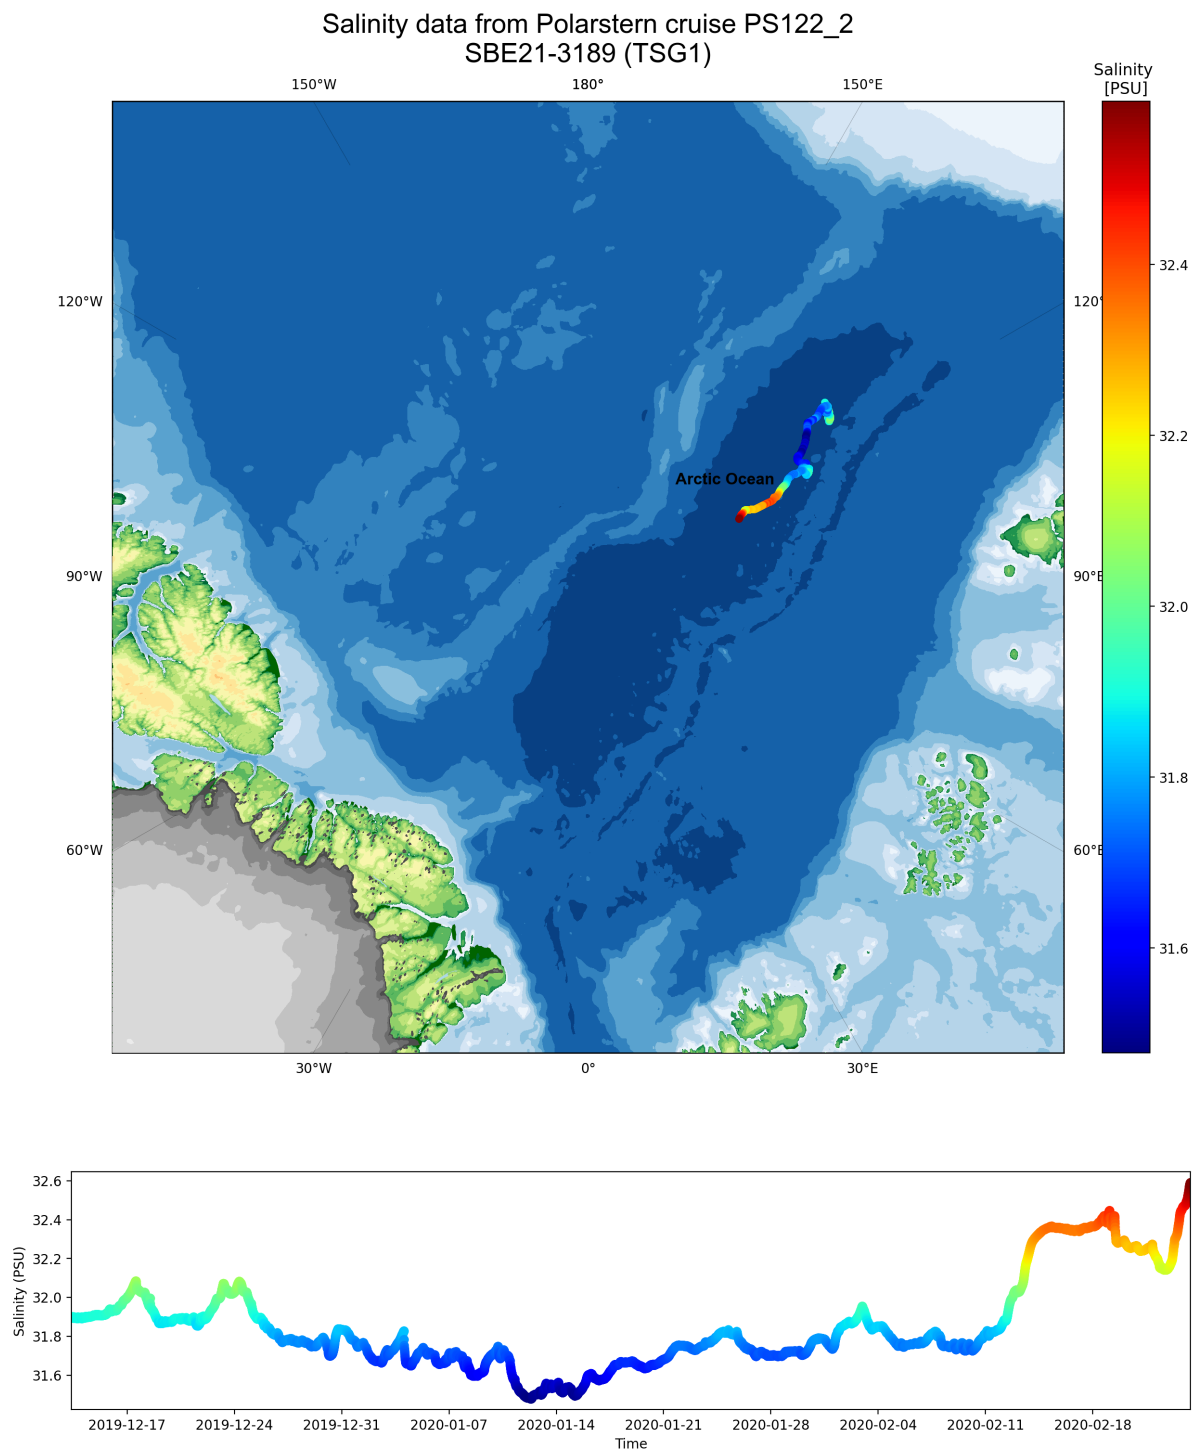 Salinity data from Polarstern cruise PS122_2
SBE21-3189 (TSG1)
150°W 180° 150°E
Salinity
[PSU]
32.4
120°W 120°
32.2
Arctic Ocean
90°W 90°E
32.0
31.8
60°W 60°E
31.6
30°W 0° 30°E
32.6
32.4
32.2
32.0
31.8
31.6
Salinity (PSU)
2019-12-17 2019-12-24 2019-12-31 2020-01-07 2020-01-14 2020-01-21 2020-01-28 2020-02-04 2020-02-11 2020-02-18
Time